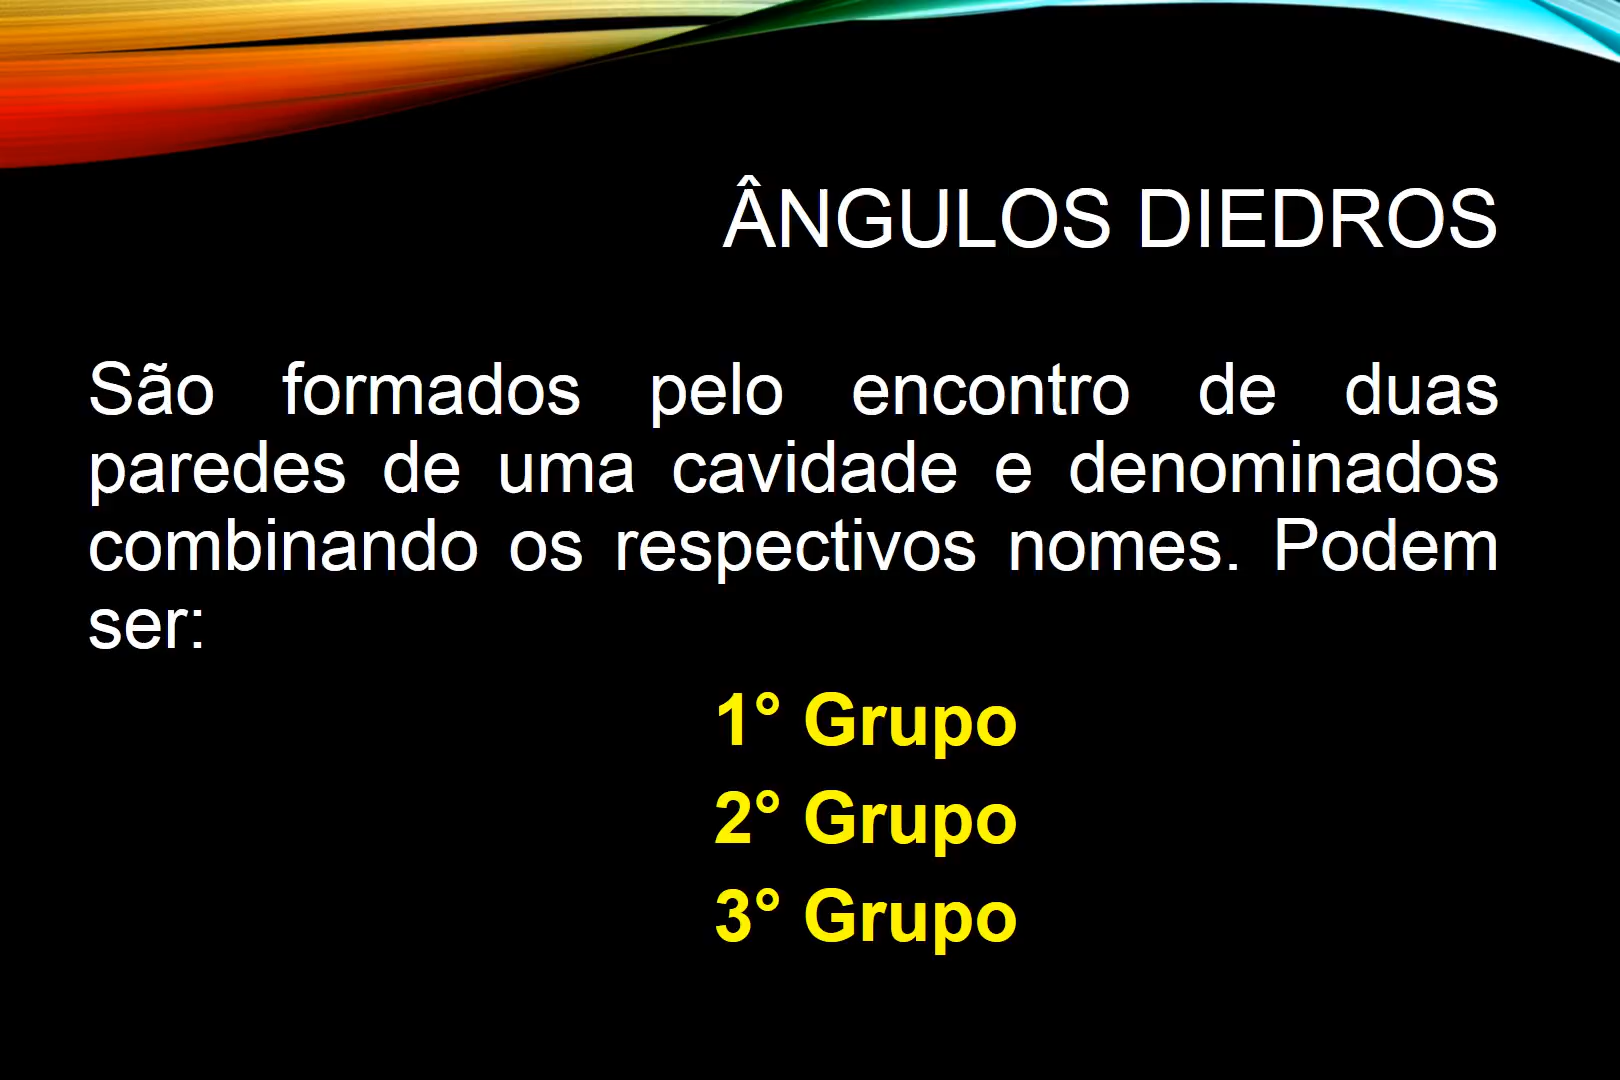 ÂNGULOS DIEDROS
São formados pelo encontro de duas
paredes de uma cavidade e denominados
combinando os respectivos nomes. Podem
ser:
1° Grupo
2° Grupo
3° Grupo